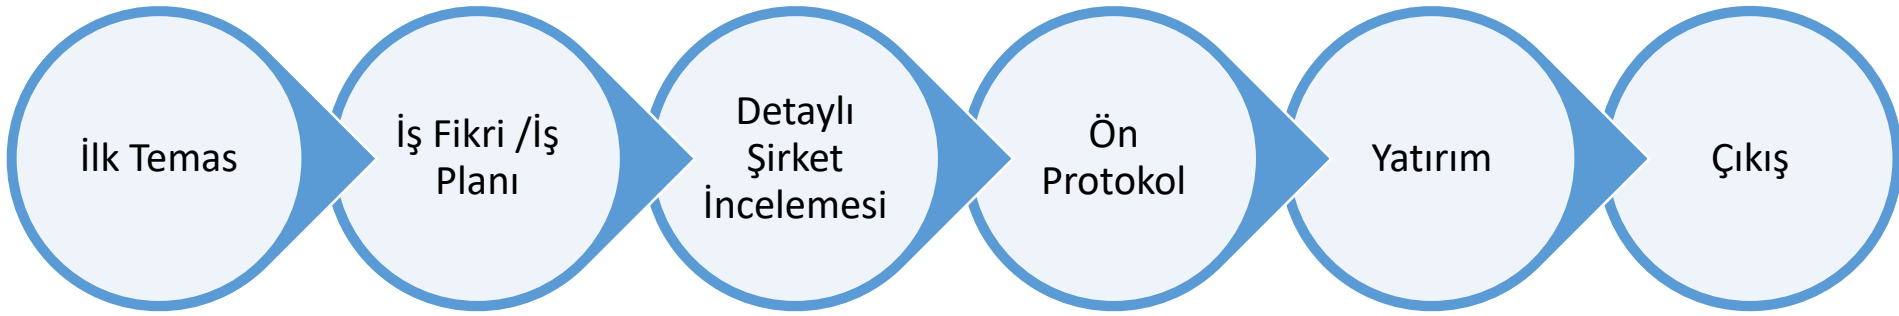 İlk Temas
İş Fikri /İş
Planı
Detaylı
Şirket
İncelemesi
Ön
Protokol
Yatırım
Çıkış